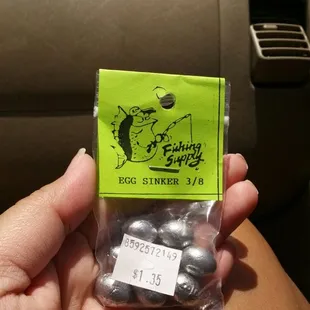 Fishing
Supply
EGG SINKER 3/8
8592572149
$1.35